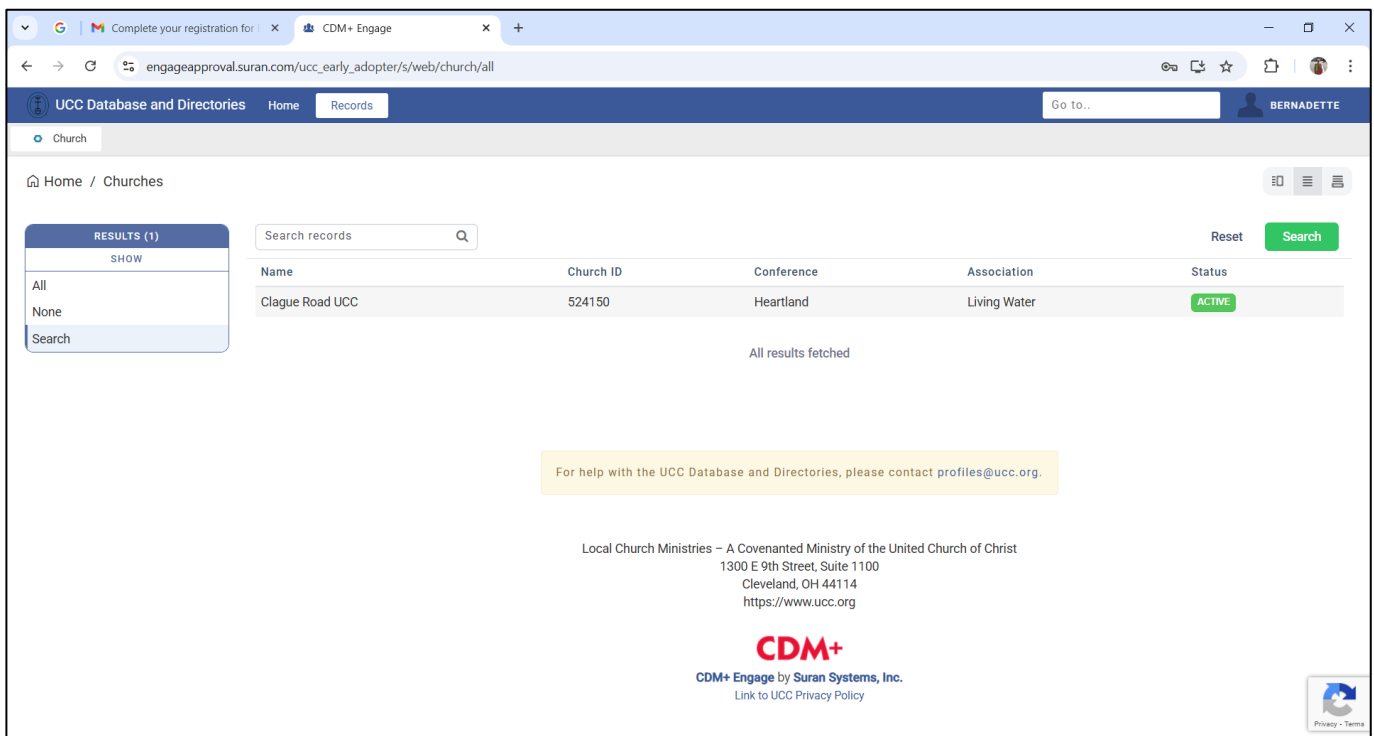 Complete your registration for
CDM+ Engage
engageapproval.suran.com/ucc_early_adopter/s/web/church/all
UCC Database and Directories Home Records Go to.. BERNADETTE
Church
Home / Churches
RESULTS (1)
SHOW
All
None
Search
Search records
Reset Search
Name Church ID Conference Association Status
Clague Road UCC 524150 Heartland Living Water ACTIVE
All results fetched
For help with the UCC Database and Directories, please contact profiles@ucc.org.
Local Church Ministries – A Covenanted Ministry of the United Church of Christ
1300 E 9th Street, Suite 1100
Cleveland, OH 44114
https://www.ucc.org
CDM+
CDM+ Engage by Suran Systems, Inc.
Link to UCC Privacy Policy
Privacy - Terms